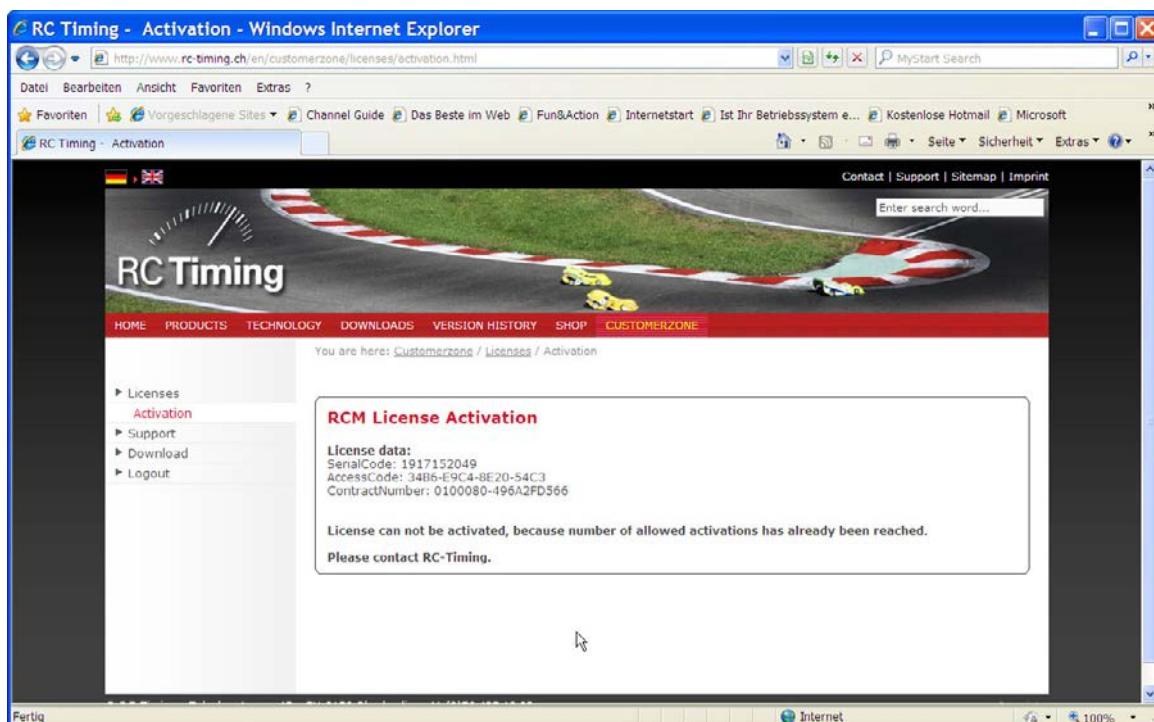 RC Timing - Activation - Windows Internet Explorer
http://www.rc-timing.ch/en/customerzone/licenses/activation.html
MyStart Search
Datei Bearbeiten Ansicht Favoriten Extras ?
Favoriten Vorgeschlagene Sites Channel Guide Das Beste im Web Fun&Action Internetstart Ist Ihr Betriebssystem e... Kostenlose Hotmail Microsoft
RC Timing - Activation
Seite Sicherheit Extras
Contact | Support | Sitemap | Imprint
Enter search word...
RC Timing
HOME PRODUCTS TECHNOLOGY DOWNLOADS VERSION HISTORY SHOP CUSTOMERZONE
You are here: Customerzone / Licenses / Activation
Licenses
Activation
Support
Download
Logout
RCM License Activation
License data:
SerialCode: 1917152049
AccessCode: 34B6-E9C4-8E20-54C3
ContractNumber: 0100080-496A2FD566
License can not be activated, because number of allowed activations has already been reached.
Please contact RC-Timing.
Fertig
Internet
100%